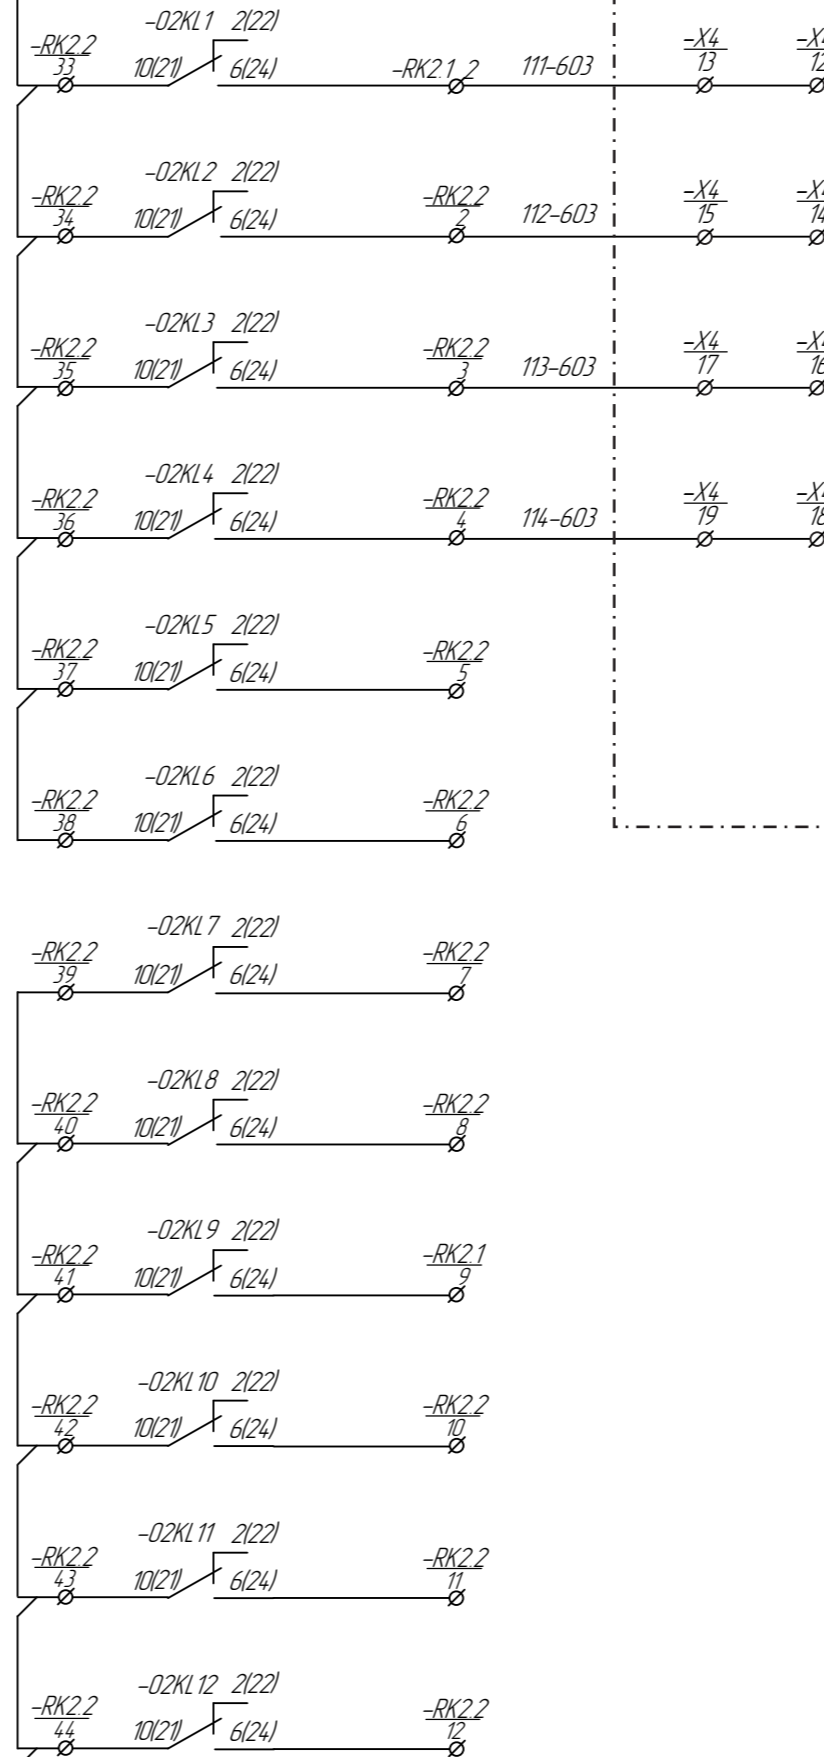 -02KL1 2(22)
-RK2.2
33
10(21) 6(24)
-RK2.1 2
111-603
-X4
13
-X4
12
-02KL2 2(22)
-RK2.2
34
10(21) 6(24)
-RK2.2
2
112-603
-X4
15
-X4
14
-02KL3 2(22)
-RK2.2
35
10(21) 6(24)
-RK2.2
3
113-603
-X4
17
-X4
16
-02KL4 2(22)
-RK2.2
36
10(21) 6(24)
-RK2.2
4
114-603
-X4
19
-X4
18
-02KL5 2(22)
-RK2.2
37
10(21) 6(24)
-RK2.2
5
-02KL6 2(22)
-RK2.2
38
10(21) 6(24)
-RK2.2
6
-02KL7 2(22)
-RK2.2
39
10(21) 6(24)
-RK2.2
7
-02KL8 2(22)
-RK2.2
40
10(21) 6(24)
-RK2.2
8
-02KL9 2(22)
-RK2.2
41
10(21) 6(24)
-RK2.1
9
-02KL10 2(22)
-RK2.2
42
10(21) 6(24)
-RK2.2
10
-02KL11 2(22)
-RK2.2
43
10(21) 6(24)
-RK2.2
11
-02KL12 2(22)
-RK2.2
44
10(21) 6(24)
-RK2.2
12